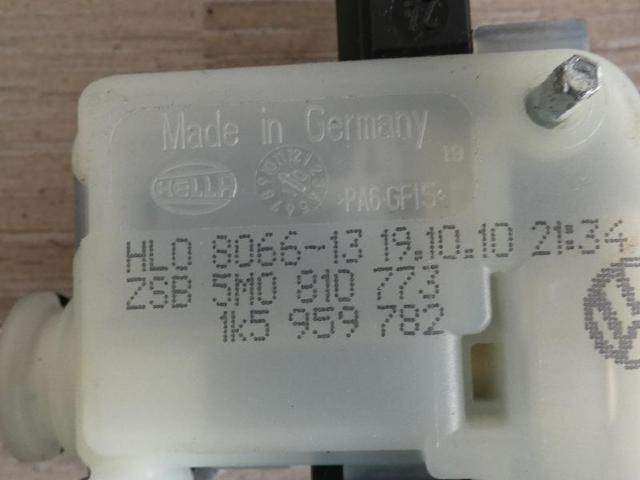 Made in Germany
19
HELLA
>PA6 GF15<
HLO 8066-13 19.10.10 21:34
ZSB 5M0 810 773
1k5 959 782